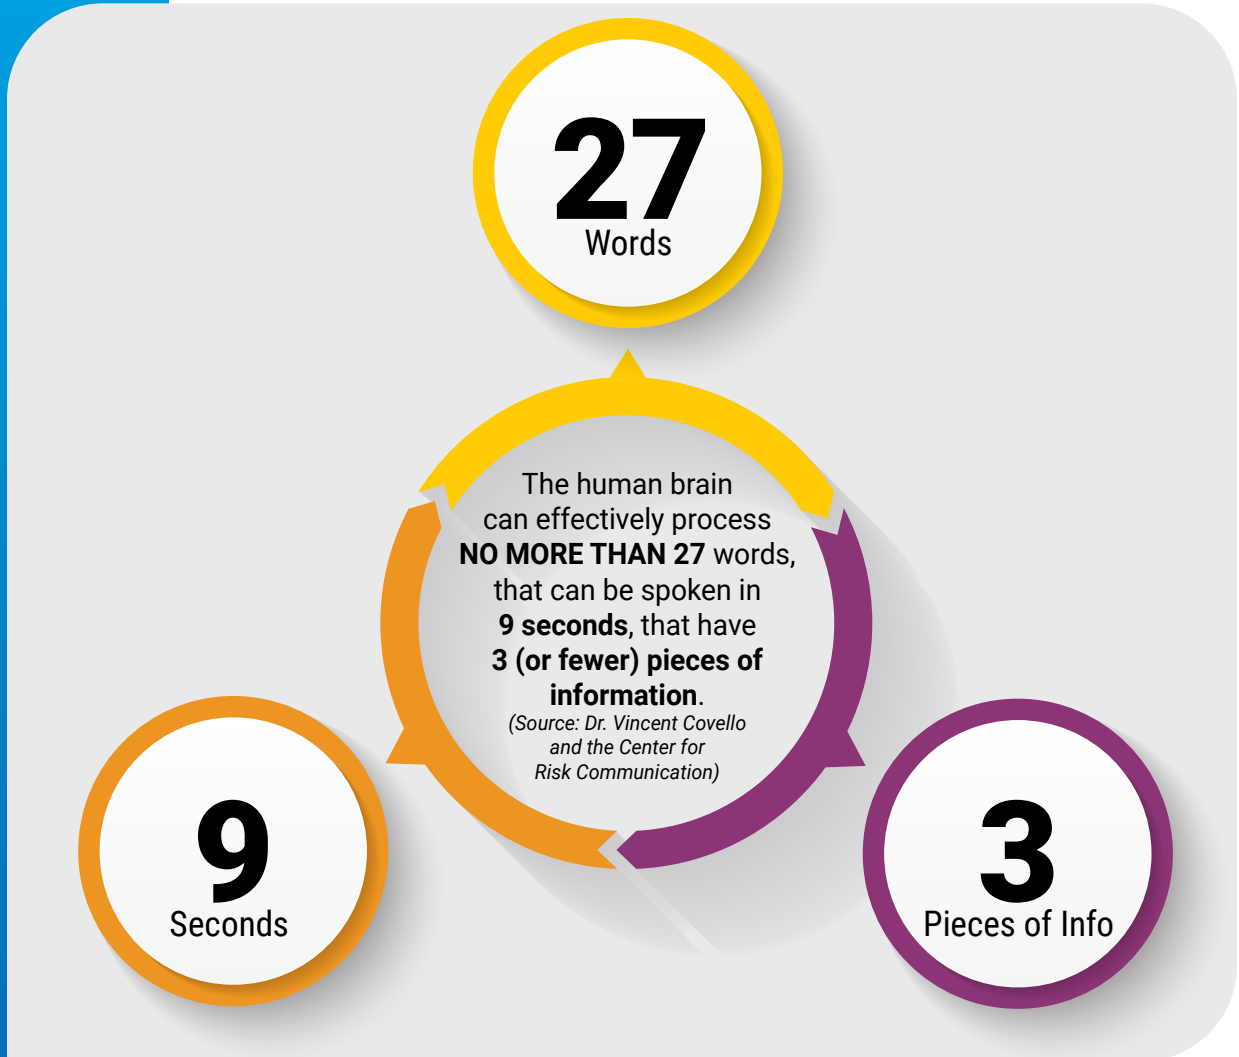 27
Words
The human brain
can effectively process
NO MORE THAN 27 words,
that can be spoken in
9 seconds, that have
3 (or fewer) pieces of
information.
(Source: Dr. Vincent Covello
and the Center for
Risk Communication)
9
Seconds
3
Pieces of Info